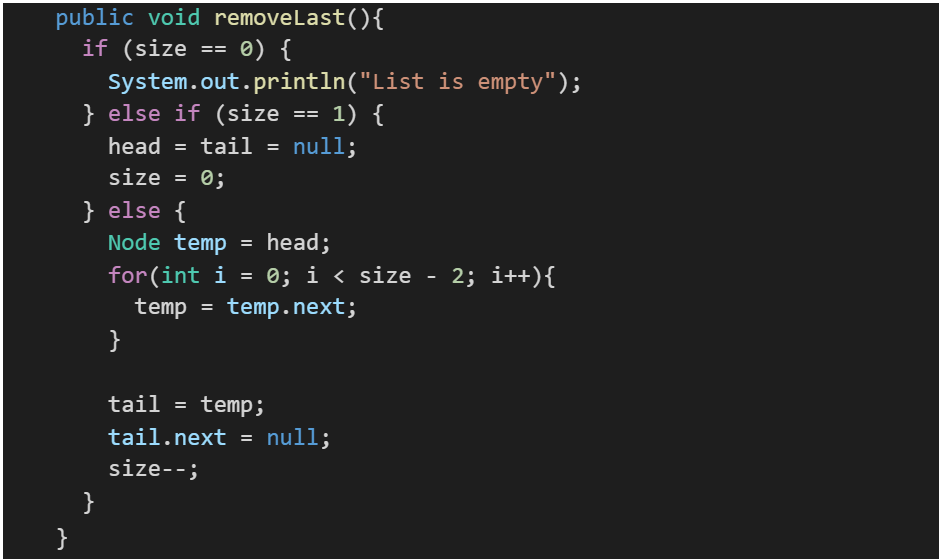 public void removeLast(){
if (size == 0) {
System.out.println("List is empty");
} else if (size == 1) {
head = tail = null;
size = 0;
} else {
Node temp = head;
for(int i = 0; i < size - 2; i++){
temp = temp.next;
}
tail = temp;
tail.next = null;
size--;
}
}